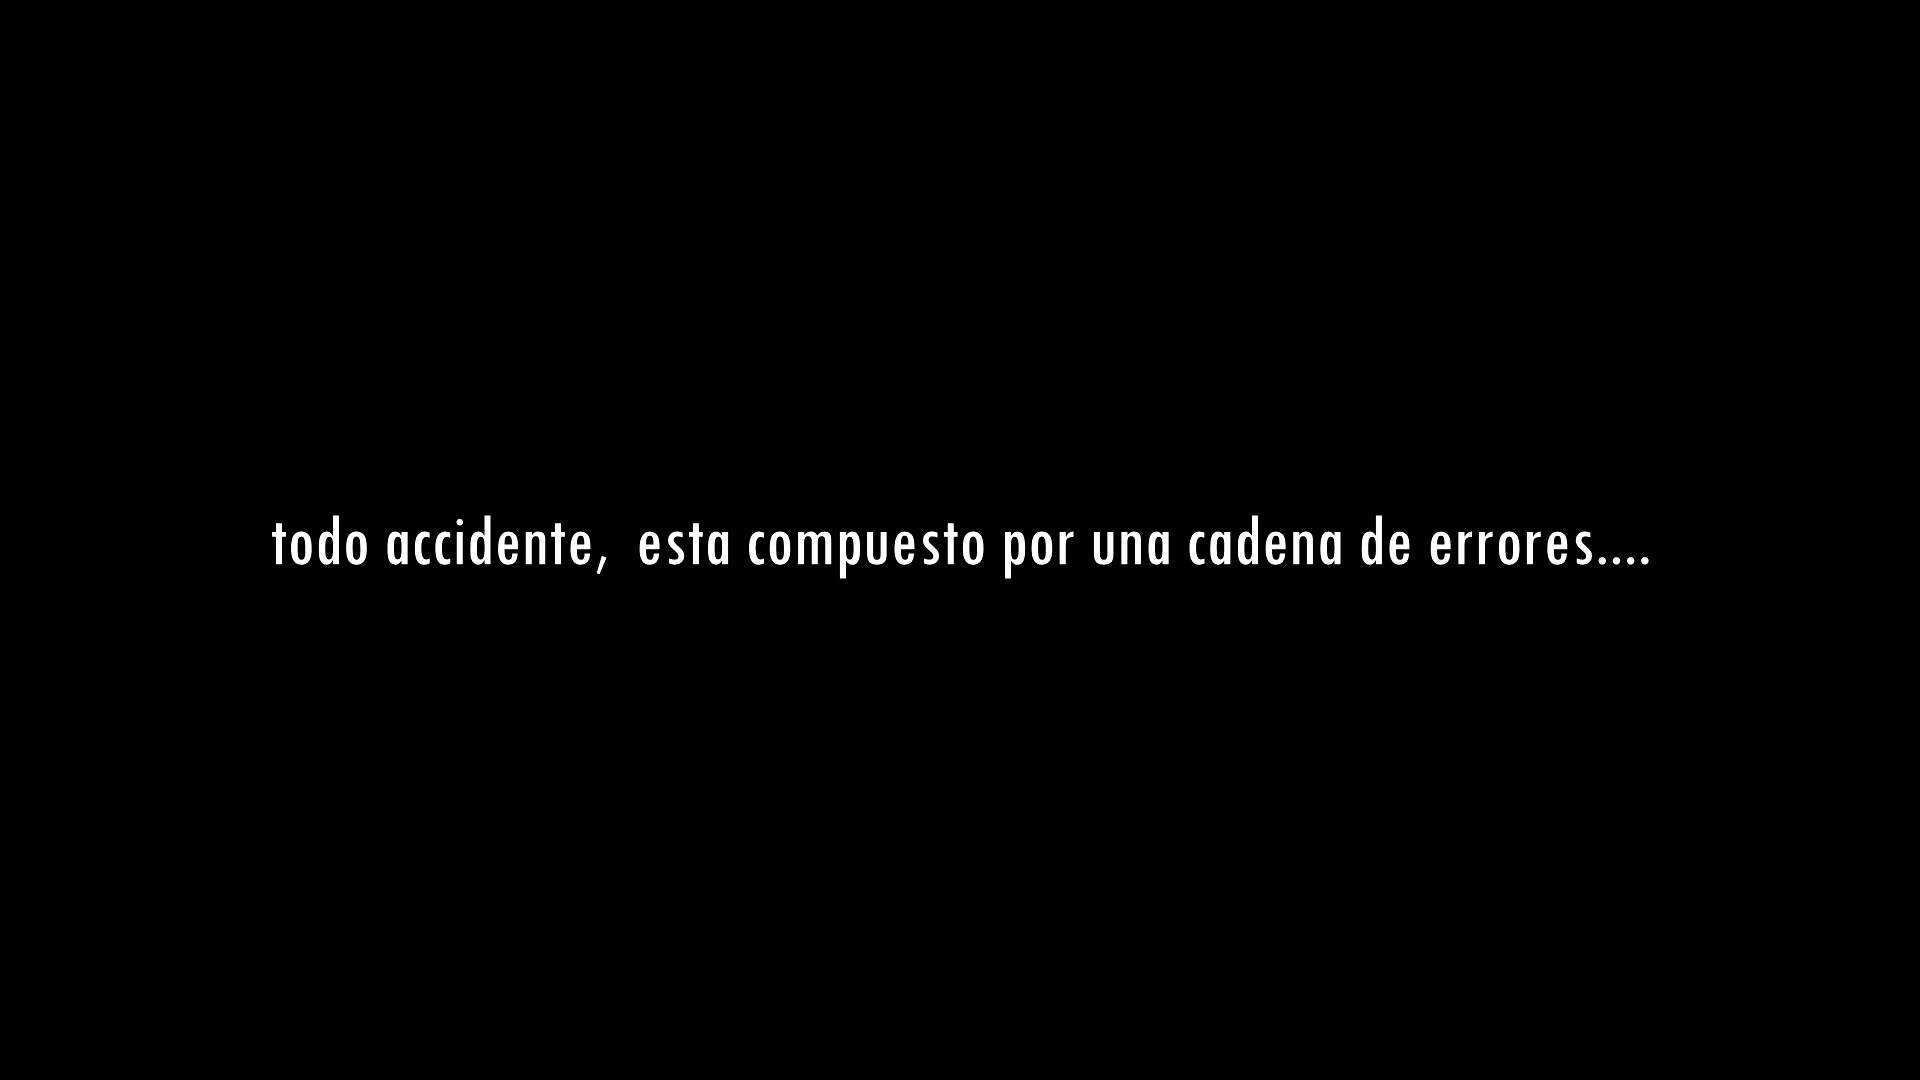 todo accidente,  esta compuesto por una cadena de errores....